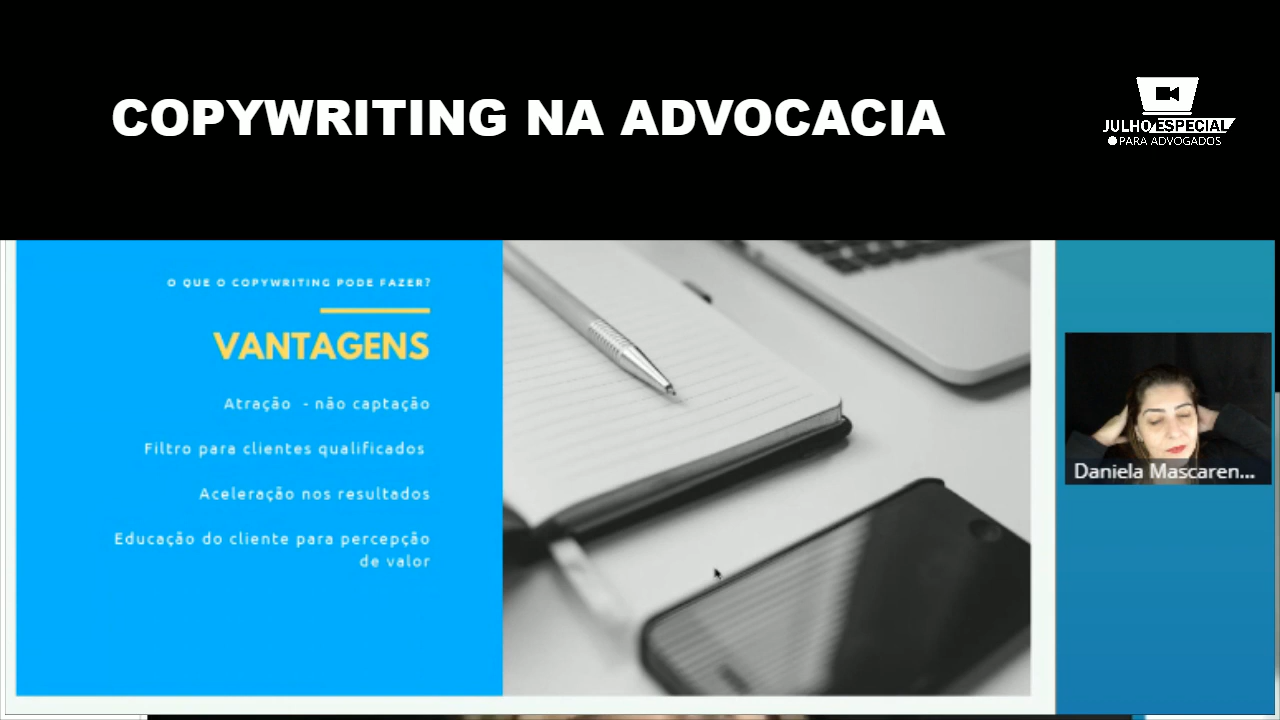 COPYWRITING NA ADVOCACIA
JULHO ESPECIAL
PARA ADVOGADOS
O QUE O COPYWRITING PODE FAZER?
VANTAGENS
Atração - não captação
Filtro para clientes qualificados
Aceleração nos resultados
Educação do cliente para percepção
de valor
Daniela Mascaren...